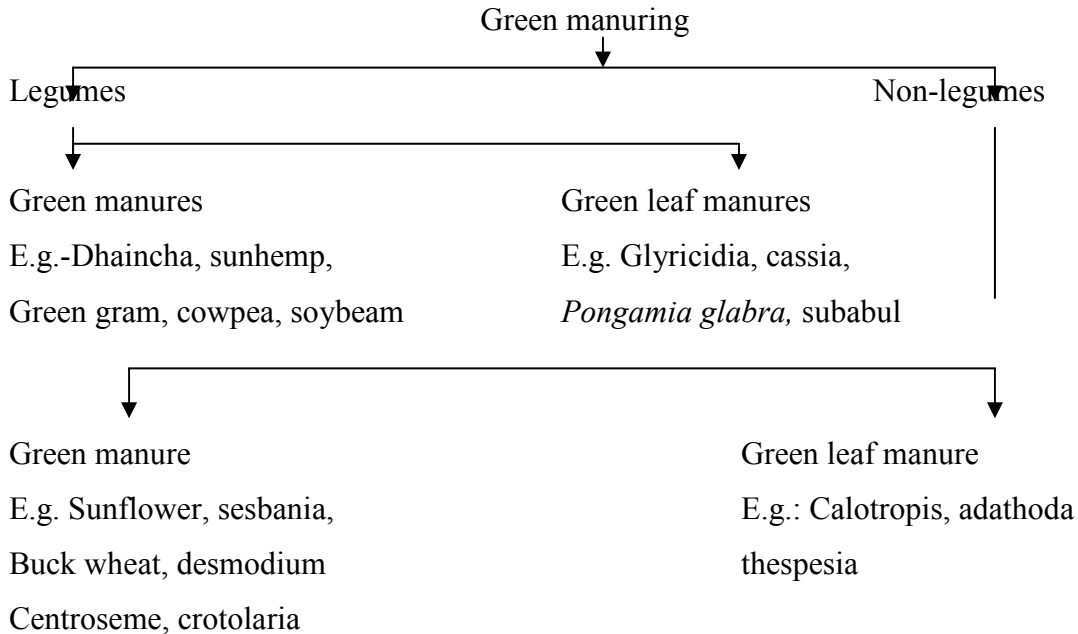 Green manuring
Legumes
Non-legumes
Green manures
E.g.-Dhaincha, sunhemp,
Green gram, cowpea, soybeam
Green leaf manures
E.g. Glyricidia, cassia,
Pongamia glabra, subabul
Green manure
E.g. Sunflower, sesbania,
Buck wheat, desmodium
Centroseme, crotolaria
Green leaf manure
E.g.: Calotropis, adathoda
thespesia